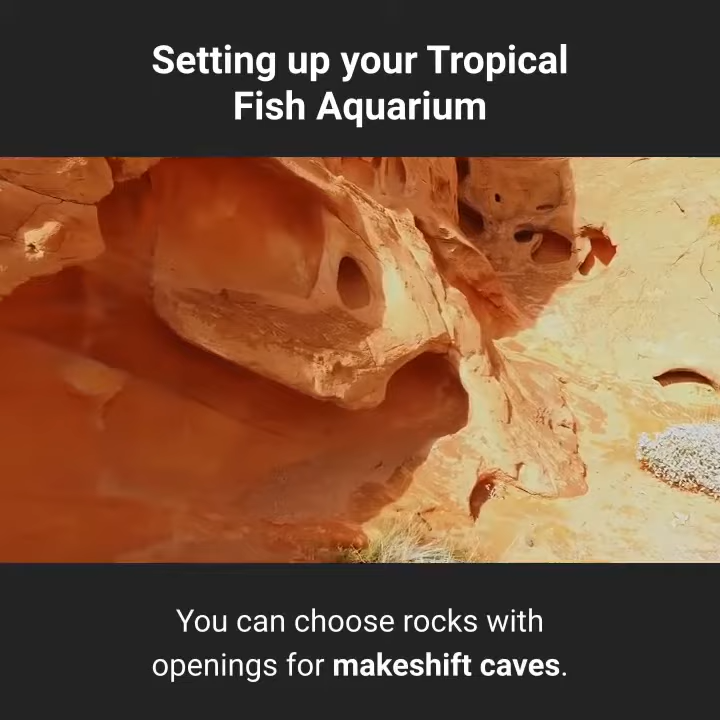 Setting up your Tropical
Fish Aquarium
You can choose rocks with
openings for makeshift caves.